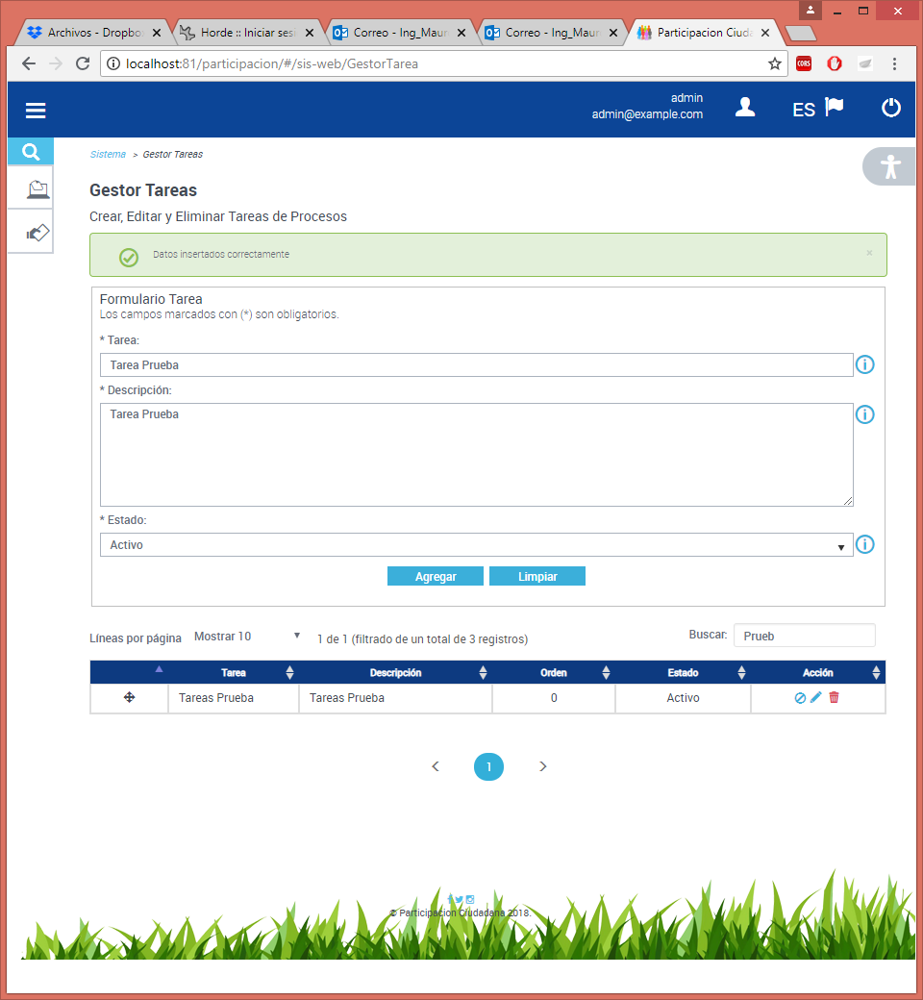 Archivos - Dropbo
Horde :: Iniciar ses
Correo - Ing_Mau
Correo - Ing_Mau
Participacion Ciud
localhost:81/participacion/#/sis-web/GestorTarea
CORS
admin
admin@example.com
ES
Sistema > Gestor Tareas
Gestor Tareas
Crear, Editar y Eliminar Tareas de Procesos
Datos insertados correctamente
×
Formulario Tarea
Los campos marcados con (*) son obligatorios.
* Tarea:
Tarea Prueba
* Descripción:
Tarea Prueba
* Estado:
Activo
Agregar Limpiar
Líneas por página Mostrar 10 1 de 1 (filtrado de un total de 3 registros) Buscar: Prueb
Tarea Descripción Orden Estado Acción
Tareas Prueba Tareas Prueba 0 Activo
< 1 >
© Participacion Ciudadana 2018.